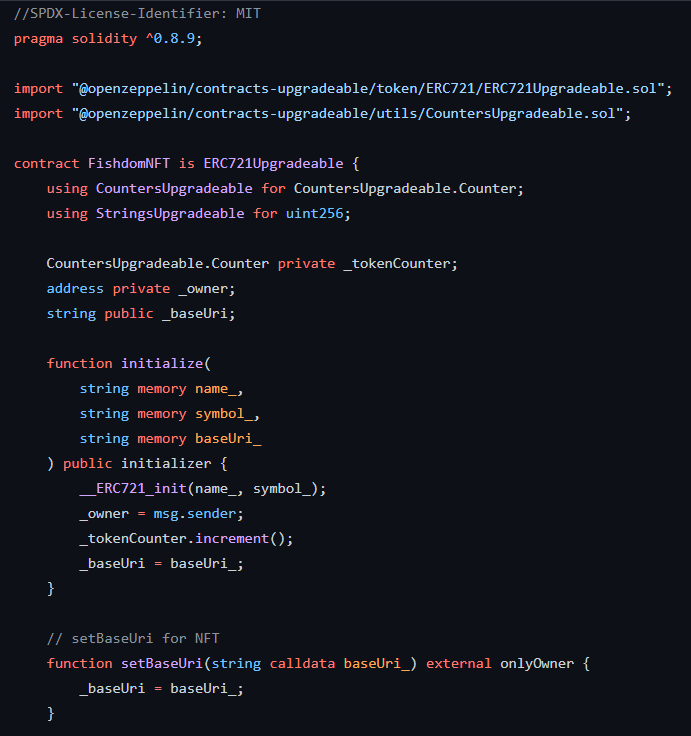 //SPDX-License-Identifier: MIT
pragma solidity ^0.8.9;
import "@openzeppelin/contracts-upgradeable/token/ERC721/ERC721Upgradeable.sol";
import "@openzeppelin/contracts-upgradeable/utils/CountersUpgradeable.sol";
contract FishdomNFT is ERC721Upgradeable {
    using CountersUpgradeable for CountersUpgradeable.Counter;
    using StringsUpgradeable for uint256;
    CountersUpgradeable.Counter private _tokenCounter;
    address private _owner;
    string public _baseUri;
    function initialize(
        string memory name_,
        string memory symbol_,
        string memory baseUri_
    ) public initializer {
        __ERC721_init(name_, symbol_);
        _owner = msg.sender;
        _tokenCounter.increment();
        _baseUri = baseUri_;
    }
    // setBaseUri for NFT
    function setBaseUri(string calldata baseUri_) external onlyOwner {
        _baseUri = baseUri_;
    }